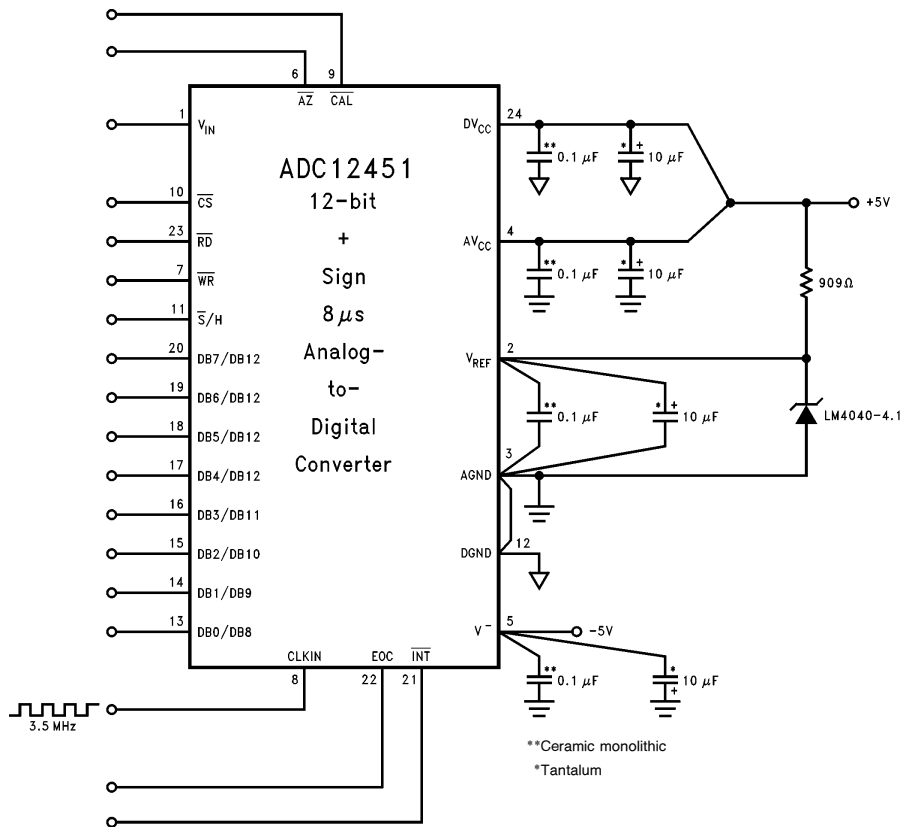 6
9
AZ
CAL
1
V_IN
ADC12451
12-bit
+
Sign
8 µs
Analog-
to-
Digital
Converter
10
CS
23
RD
7
WR
11
S/H
20
DB7/DB12
19
DB6/DB12
18
DB5/DB12
17
DB4/DB12
16
DB3/DB11
15
DB2/DB10
14
DB1/DB9
13
DB0/DB8
CLKIN
8
EOC
22
INT
21
3.5 MHz
DV_CC
24
** 0.1 µF
* + 10 µF
+5V
AV_CC
4
** 0.1 µF
* + 10 µF
909Ω
V_REF
2
** 0.1 µF
* + 10 µF
LM4040-4.1
AGND
3
DGND
12
V⁻
5
-5V
** 0.1 µF
* + 10 µF
**Ceramic monolithic
*Tantalum